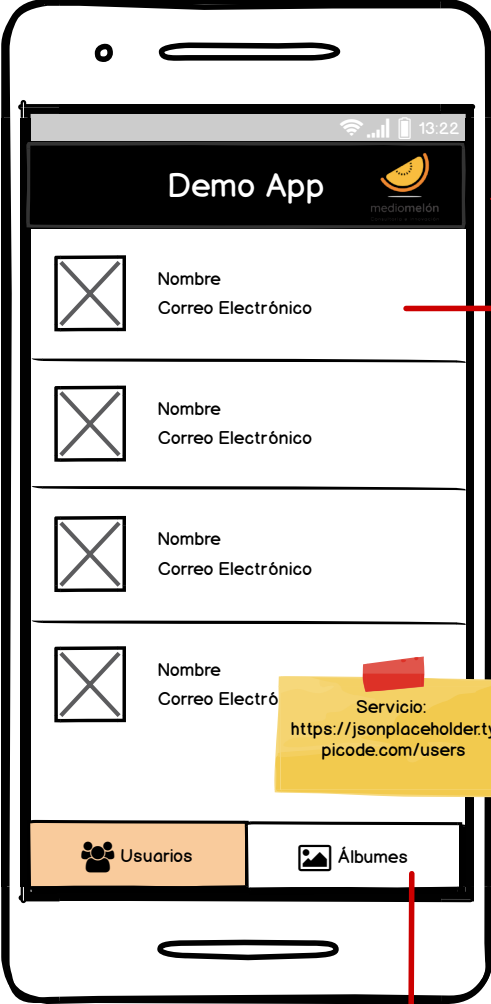 13:22
Demo App
mediomelón
Nombre
Correo Electrónico
Nombre
Correo Electrónico
Nombre
Correo Electrónico
Nombre
Correo Electró
Servicio:
https://jsonplaceholder.ty
picode.com/users
Usuarios
Álbumes